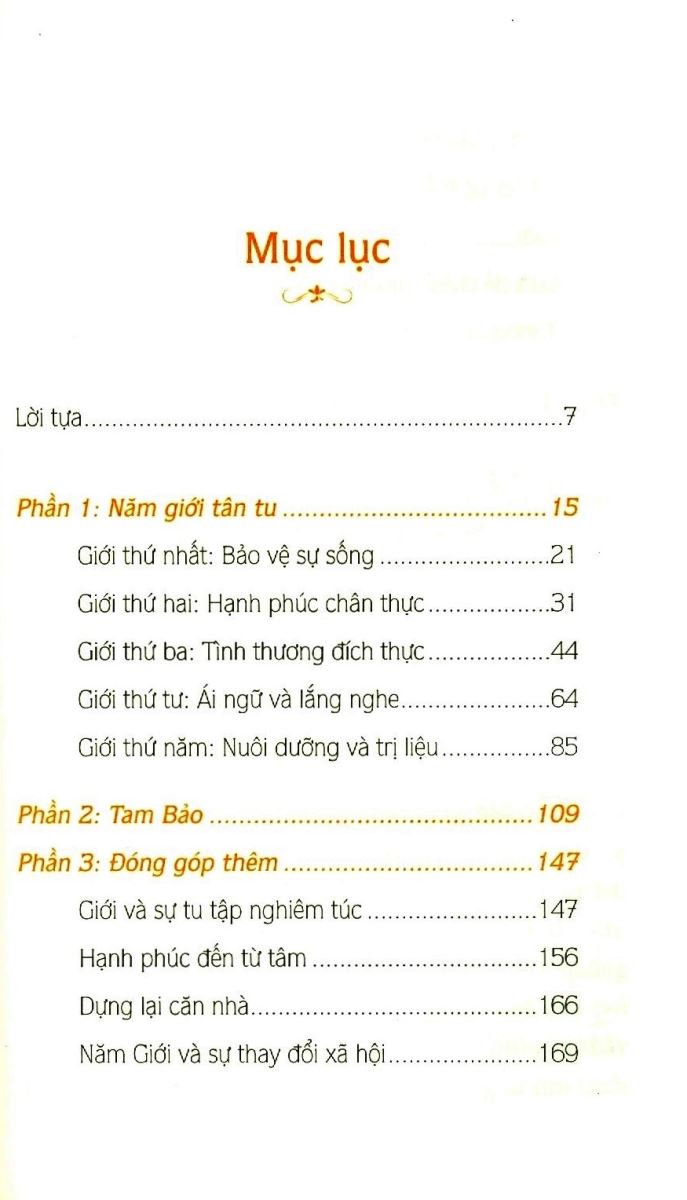 Mục lục
Lời tựa.................................................................7
Phần 1: Năm giới tân tu...................................15
Giới thứ nhất: Bảo vệ sự sống.......................21
Giới thứ hai: Hạnh phúc chân thực................31
Giới thứ ba: Tình thương đích thực................44
Giới thứ tư: Ái ngữ và lắng nghe....................64
Giới thứ năm: Nuôi dưỡng và trị liệu..............85
Phần 2: Tam Bảo...........................................109
Phần 3: Đóng góp thêm.................................147
Giới và sự tu tập nghiêm túc.......................147
Hạnh phúc đến từ tâm..............................156
Dựng lại căn nhà......................................166
Năm Giới và sự thay đổi xã hội....................169